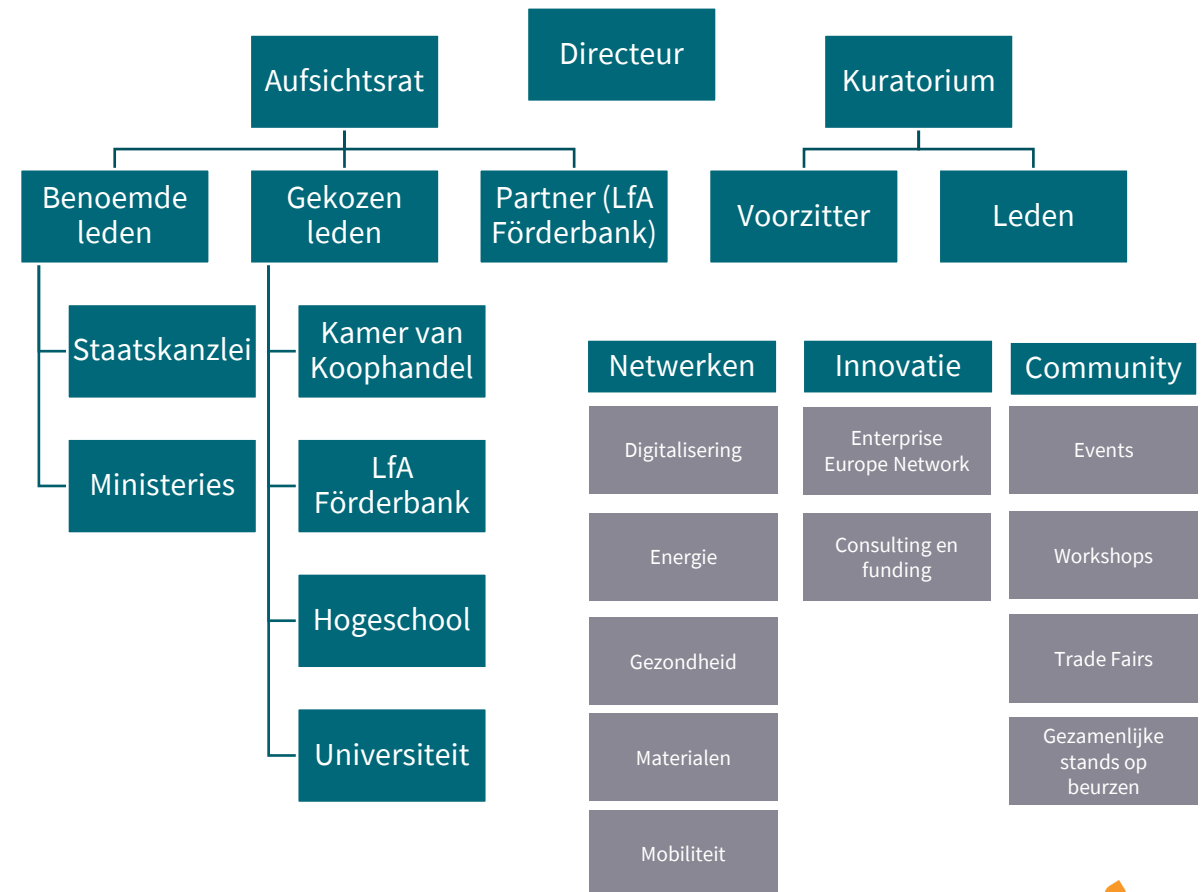 Directeur
Aufsichtsrat
Kuratorium
Benoemde
leden
Gekozen
leden
Partner (LfA
Förderbank)
Voorzitter
Leden
Staatskanzlei
Ministeries
Kamer van
Koophandel
LfA
Förderbank
Hogeschool
Universiteit
Netwerken
Digitalisering
Energie
Gezondheid
Materialen
Mobiliteit
Innovatie
Enterprise
Europe Network
Consulting en
funding
Community
Events
Workshops
Trade Fairs
Gezamenlijke
stands op
beurzen